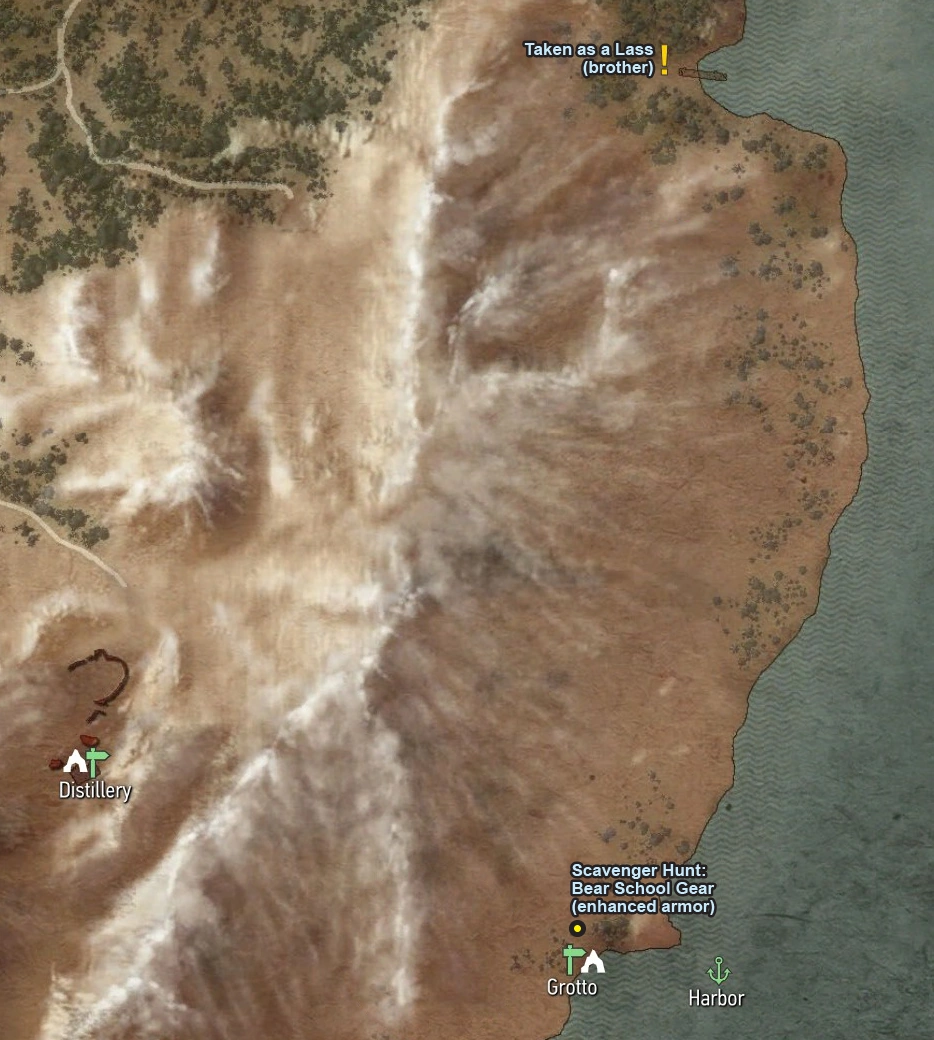 Taken as a Lass
(brother)
Distillery
Scavenger Hunt:
Bear School Gear
(enhanced armor)
Grotto
Harbor